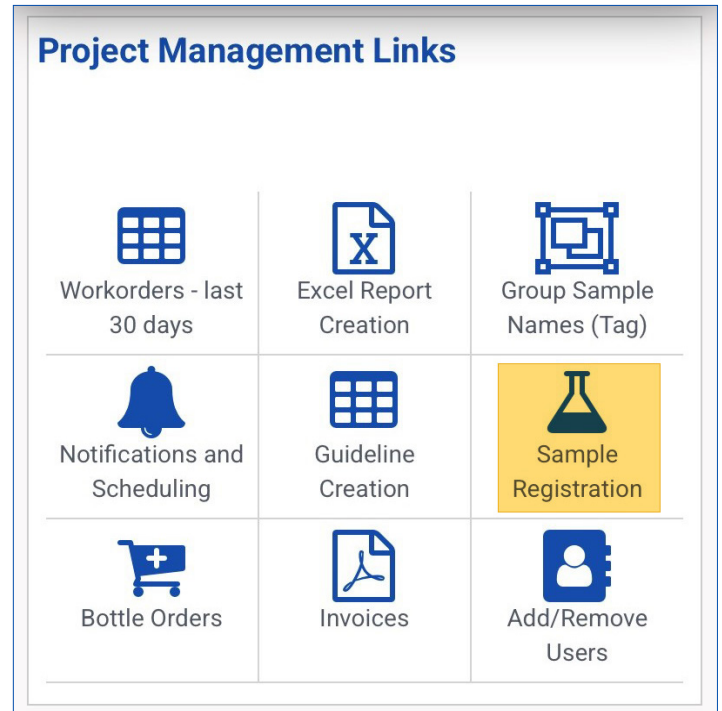 Project Management Links
Workorders - last
30 days
Excel Report
Creation
Group Sample
Names (Tag)
Notifications and
Scheduling
Guideline
Creation
Sample
Registration
Bottle Orders
Invoices
Add/Remove
Users